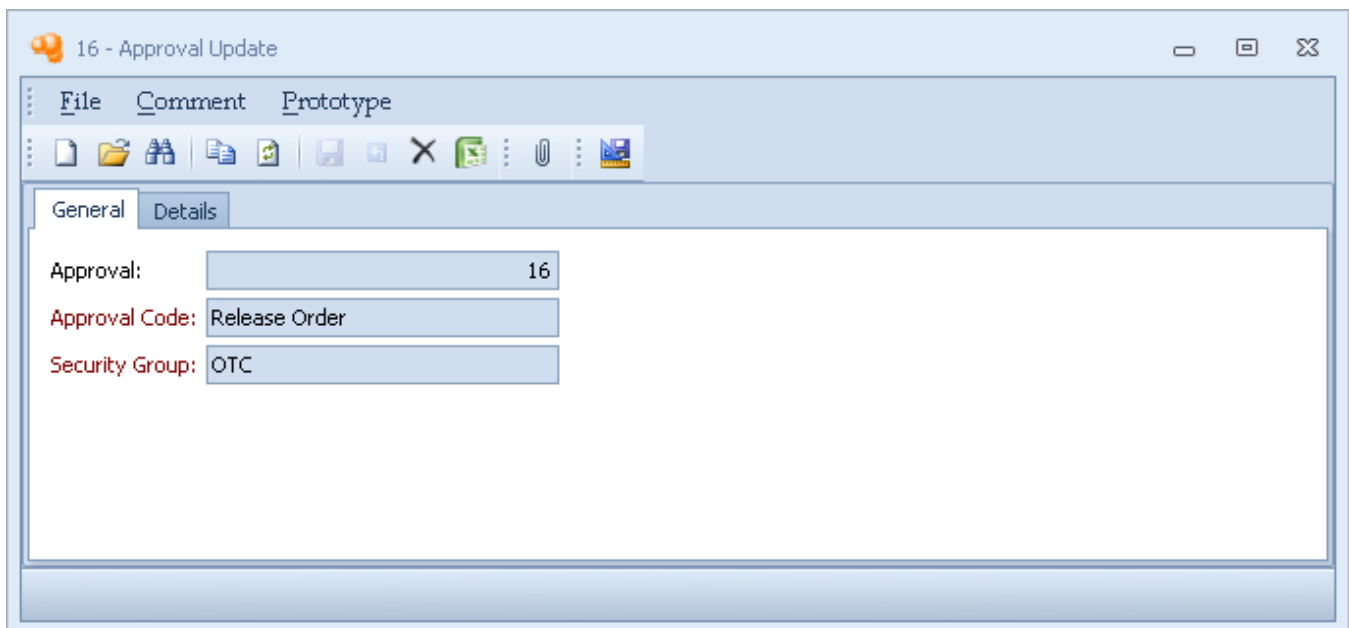 16 - Approval Update
File Comment Prototype
General Details
Approval: 16
Approval Code: Release Order
Security Group: OTC